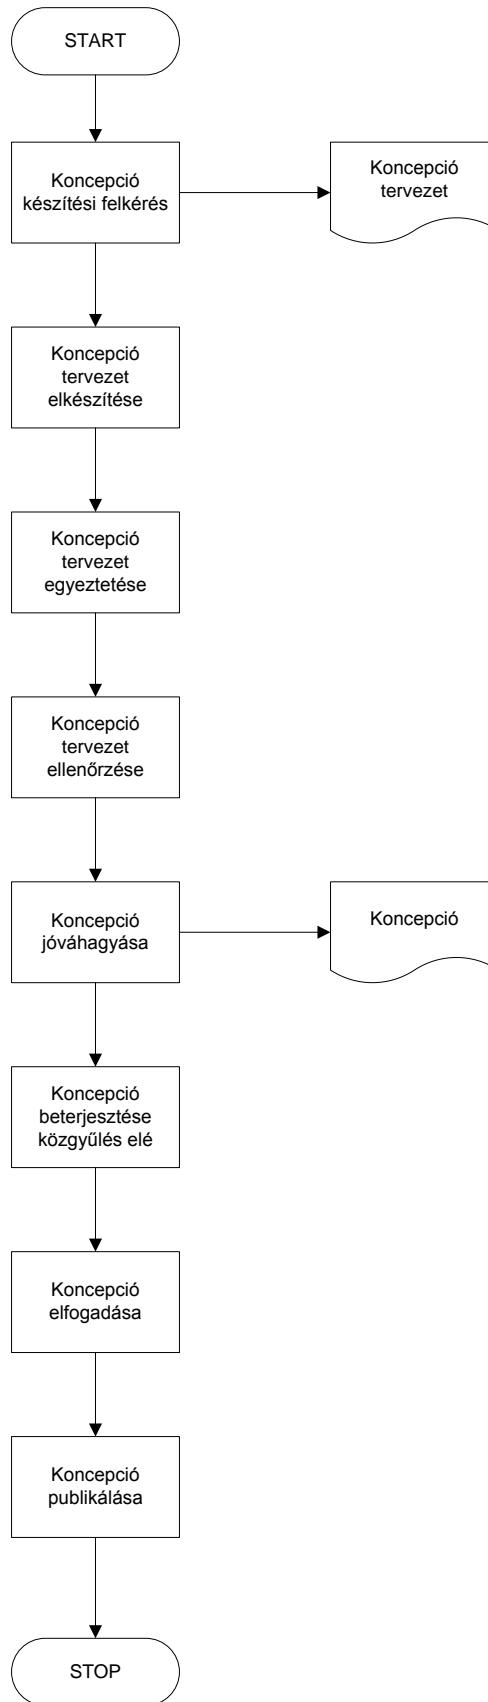 START
Koncepció
készítési felkérés
Koncepció
tervezet
Koncepció
tervezet
elkészítése
Koncepció
tervezet
egyeztetése
Koncepció
tervezet
ellenőrzése
Koncepció
jóváhagyása
Koncepció
Koncepció
beterjesztése
közgyűlés elé
Koncepció
elfogadása
Koncepció
publikálása
STOP